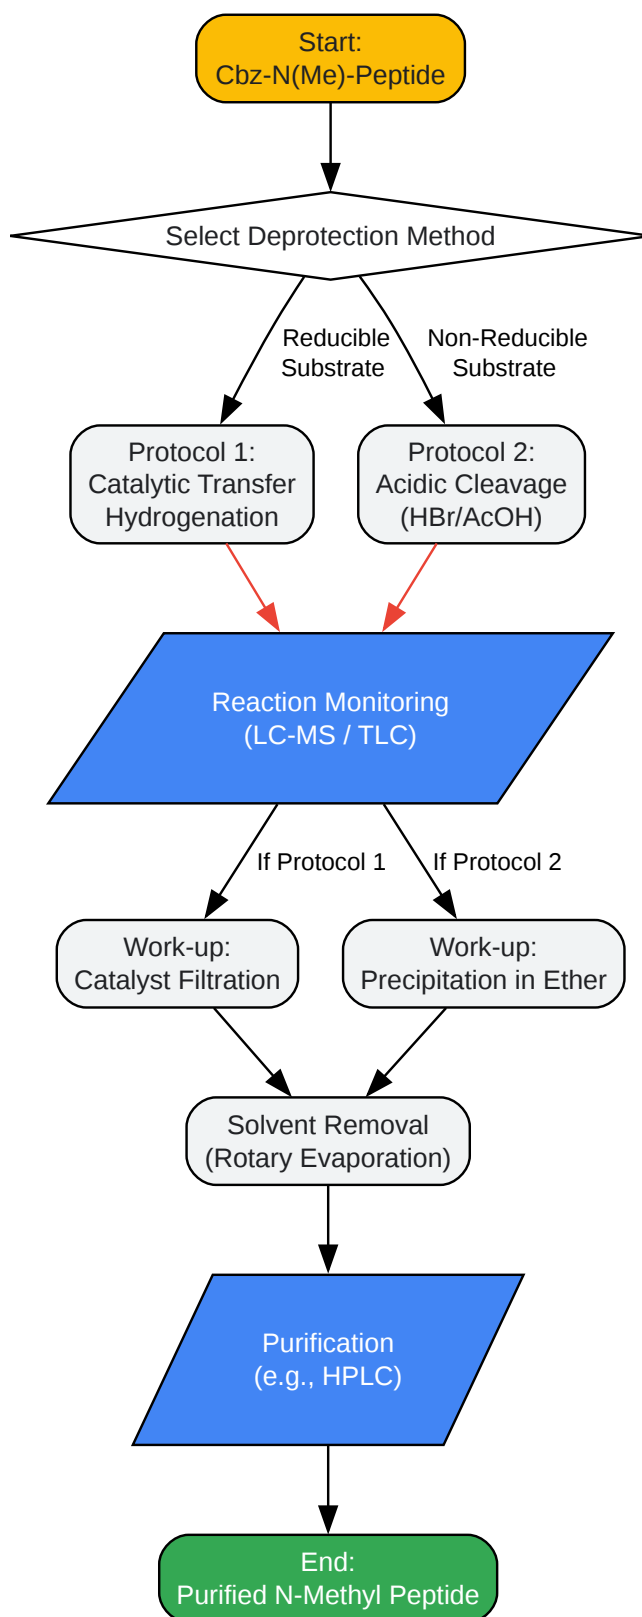 Start:
Cbz-N(Me)-Peptide
Select Deprotection Method
Reducible
Substrate
Non-Reducible
Substrate
Protocol 1:
Catalytic Transfer
Hydrogenation
Protocol 2:
Acidic Cleavage
(HBr/AcOH)
Reaction Monitoring
(LC-MS / TLC)
If Protocol 1
If Protocol 2
Work-up:
Catalyst Filtration
Work-up:
Precipitation in Ether
Solvent Removal
(Rotary Evaporation)
Purification
(e.g., HPLC)
End:
Purified N-Methyl Peptide